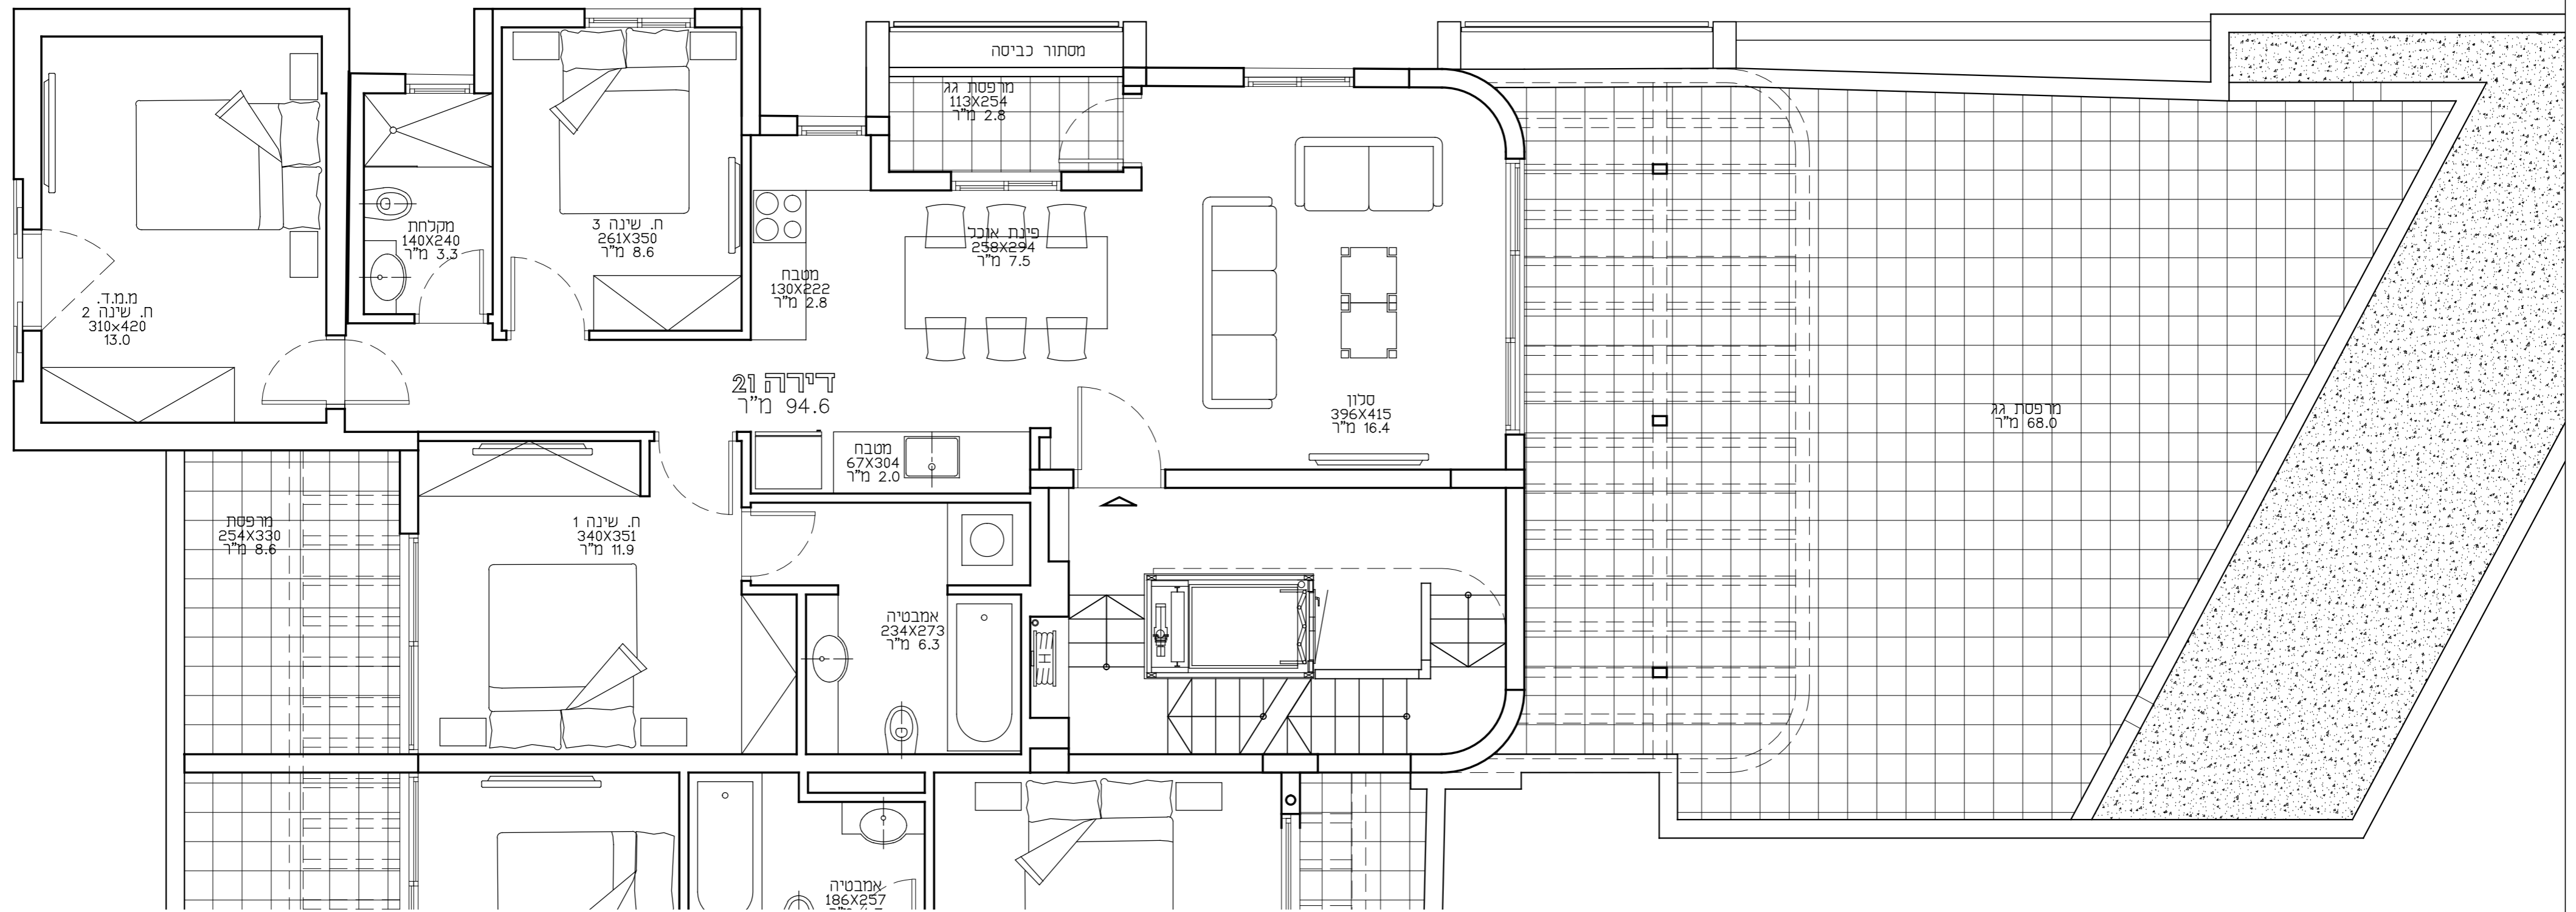 מסתור כביסה
מרפסת גג
113X254
2.8 מ"ר
ח. שינה 3
261X350
8.6 מ"ר
מקלחת
140X240
3.3 מ"ר
פינת אוכל
258X294
7.5 מ"ר
מטבח
130X222
2.8 מ"ר
מ.מ.ד.
ח. שינה 2
310x420
13.0
דירה 21
94.6 מ"ר
סלון
396X415
16.4 מ"ר
מרפסת גג
68.0 מ"ר
מטבח
67X304
2.0 מ"ר
מרפסת
254X330
8.6 מ"ר
ח. שינה 1
340X351
11.9 מ"ר
אמבטיה
234X273
6.3 מ"ר
H
אמבטיה
186X257